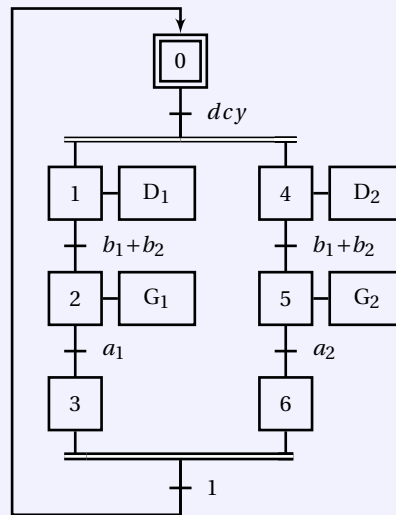 0
dcy
1 D₁ 4 D₂
b₁+b₂ b₁+b₂
2 G₁ 5 G₂
a₁ a₂
3 6
1